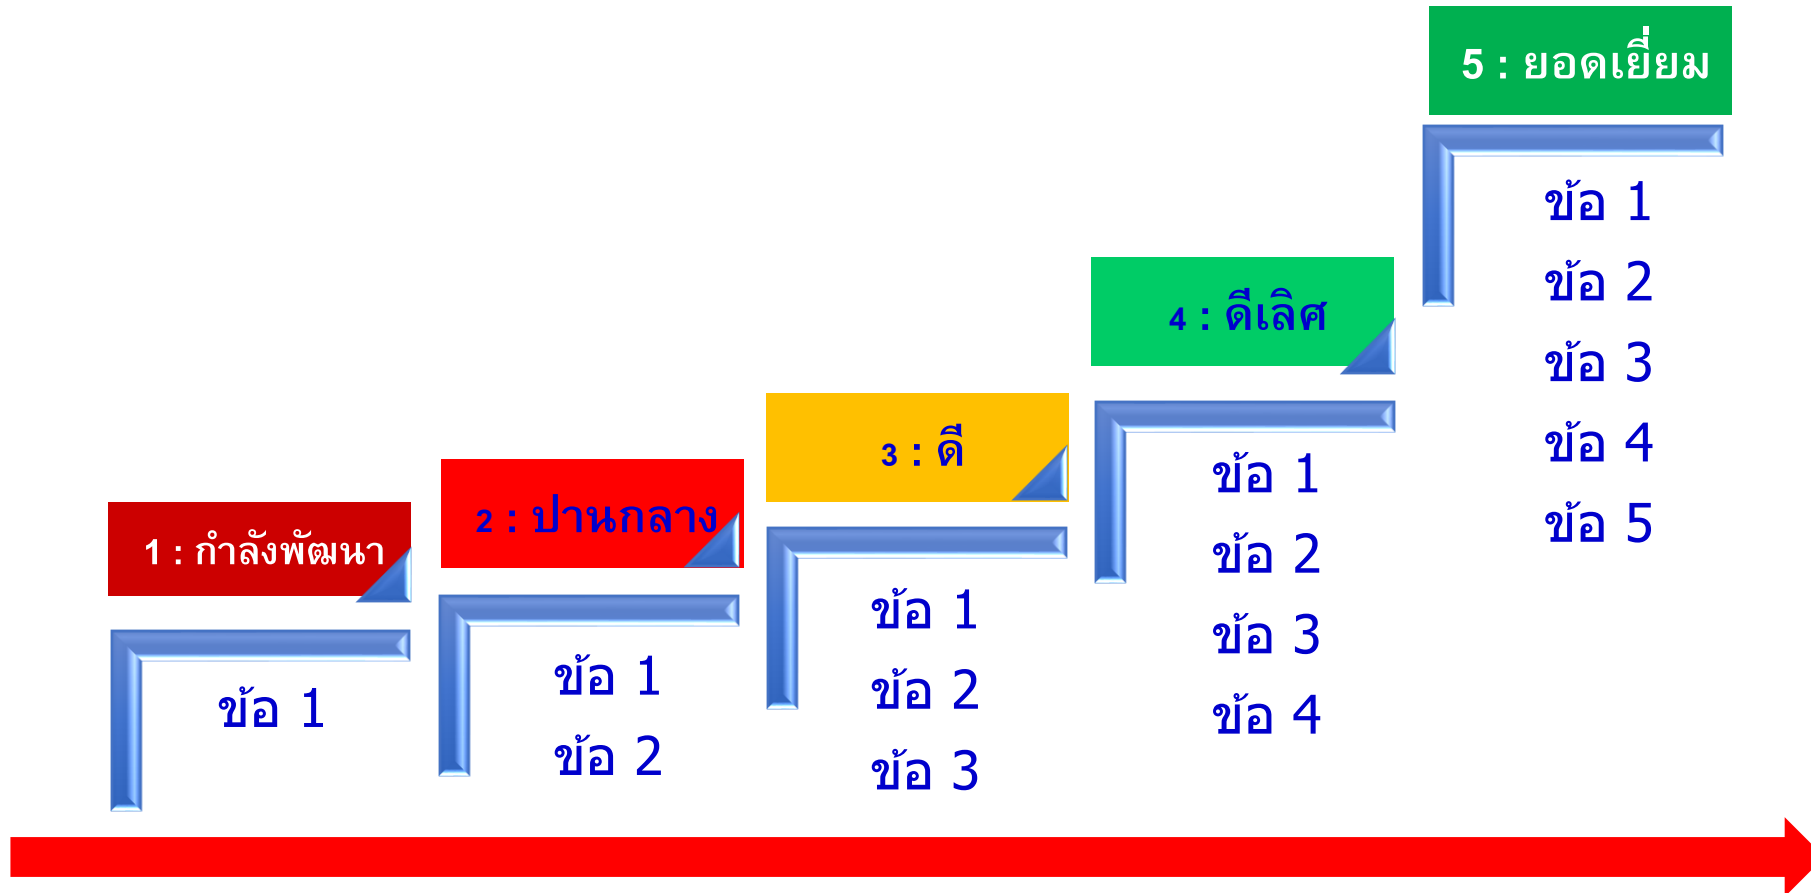 1 : กำลังพัฒนา
ข้อ 1
2 : ปานกลาง
ข้อ 1
ข้อ 2
3 : ดี
ข้อ 1
ข้อ 2
ข้อ 3
4 : ดีเลิศ
ข้อ 1
ข้อ 2
ข้อ 3
ข้อ 4
5 : ยอดเยี่ยม
ข้อ 1
ข้อ 2
ข้อ 3
ข้อ 4
ข้อ 5